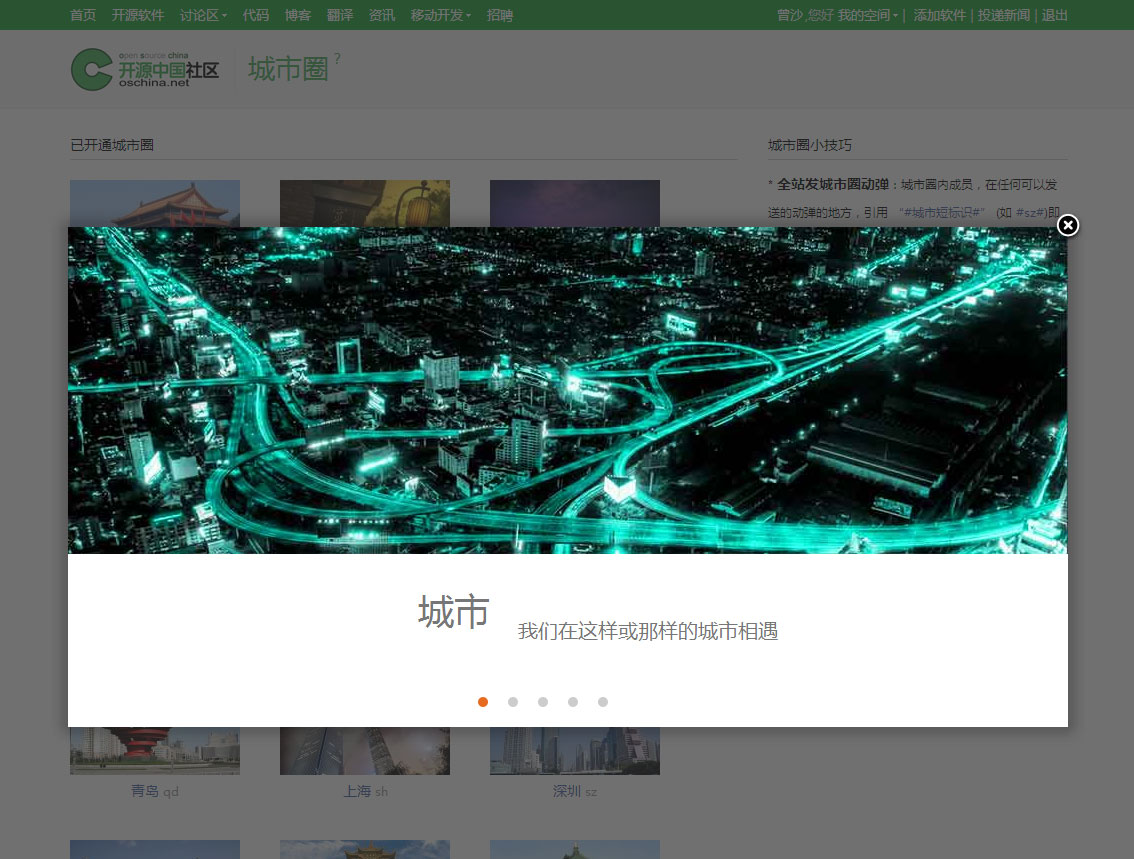 首页 开源软件 讨论区 代码 博客 翻译 资讯 移动开发 招聘 曾沙,您好 我的空间 | 添加软件 | 投递新闻 | 退出
open source china
开源中国社区
oschina.net
城市圈 ?
已开通城市圈
城市圈小技巧
* 全站发城市圈动弹：城市圈内成员，在任何可以发
送的动弹的地方，引用 “#城市短标识#” (如 #sz#)即
城市
我们在这样或那样的城市相遇
青岛 qd 上海 sh 深圳 sz